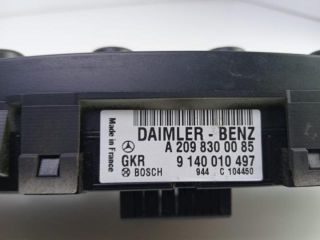 Made in France
DAIMLER - BENZ
A 209 830 00 85
GKR 9 140 010 497
BOSCH 944 C 104450